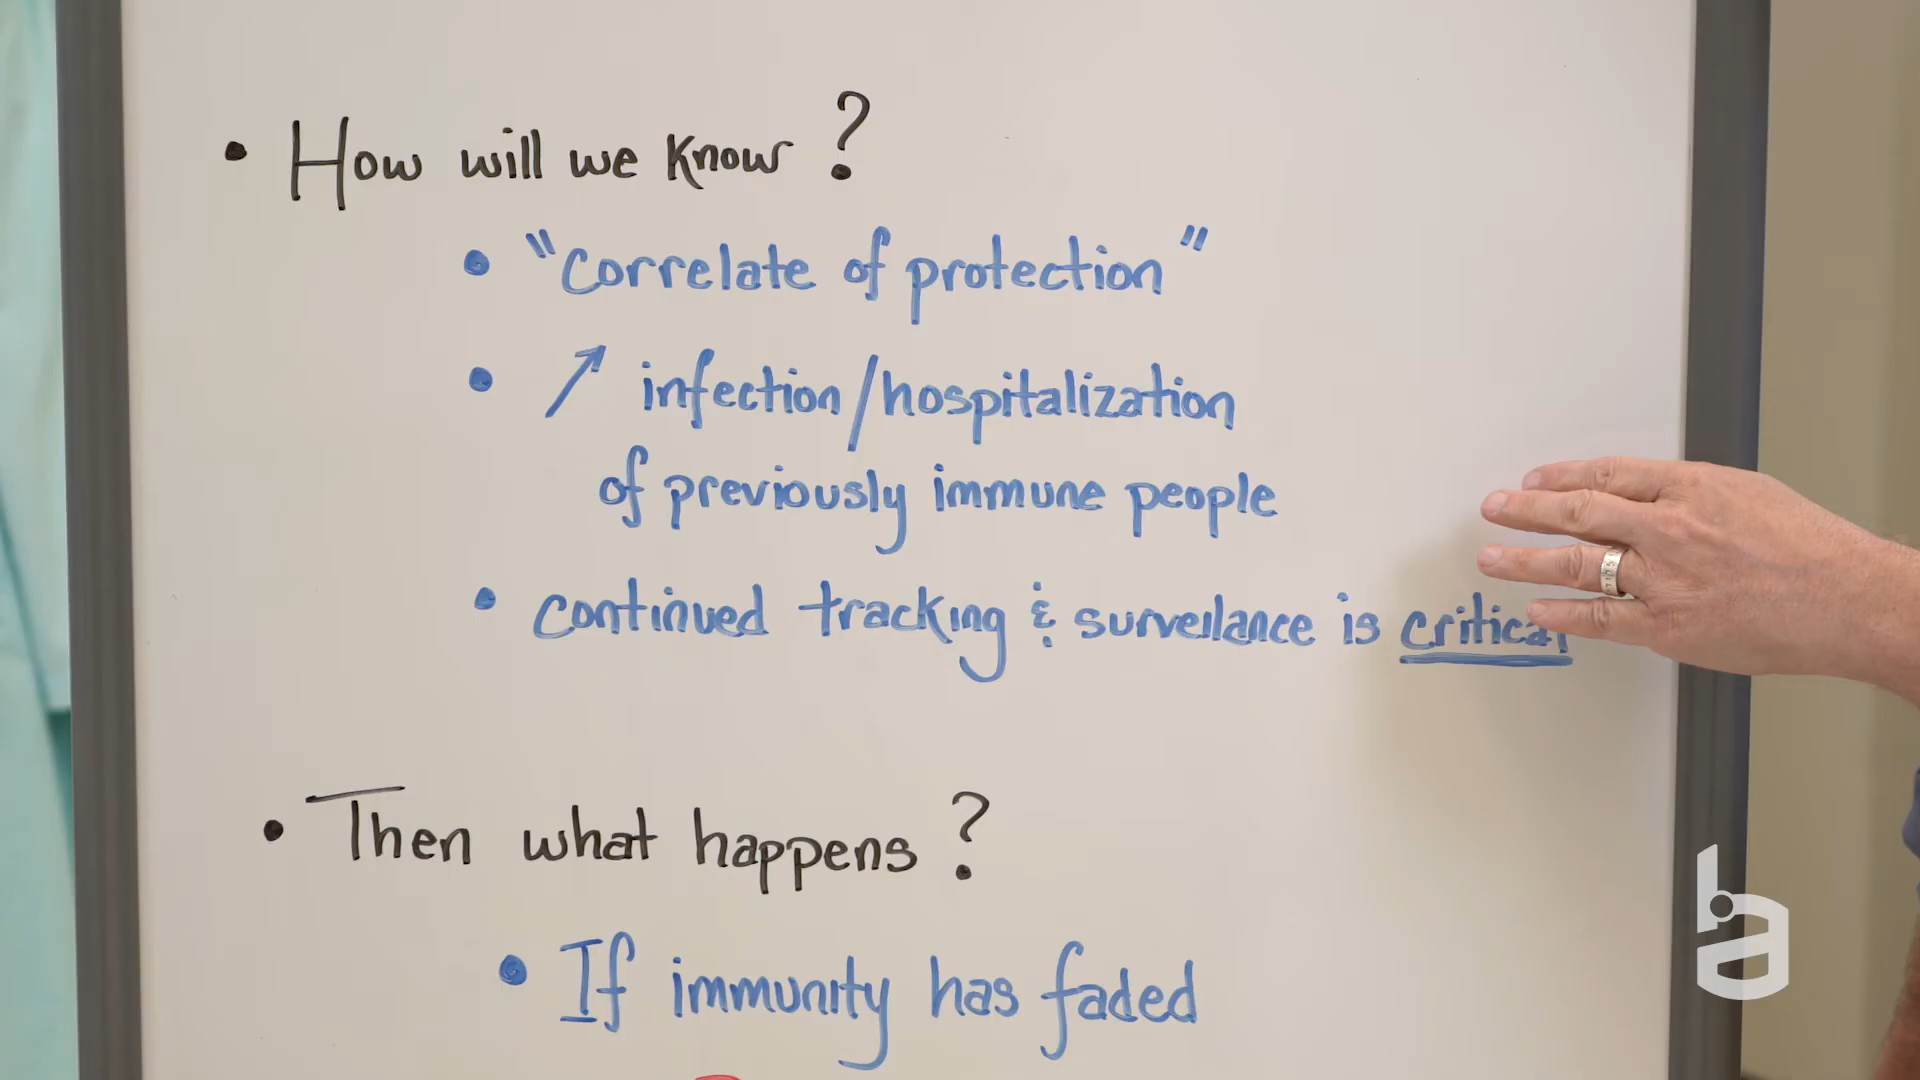 • How will we know?
• "correlate of protection"
• ↗ infection/hospitalization
of previously immune people
• continued tracking & surveilance is critical
• Then what happens?
• If immunity has faded
ba